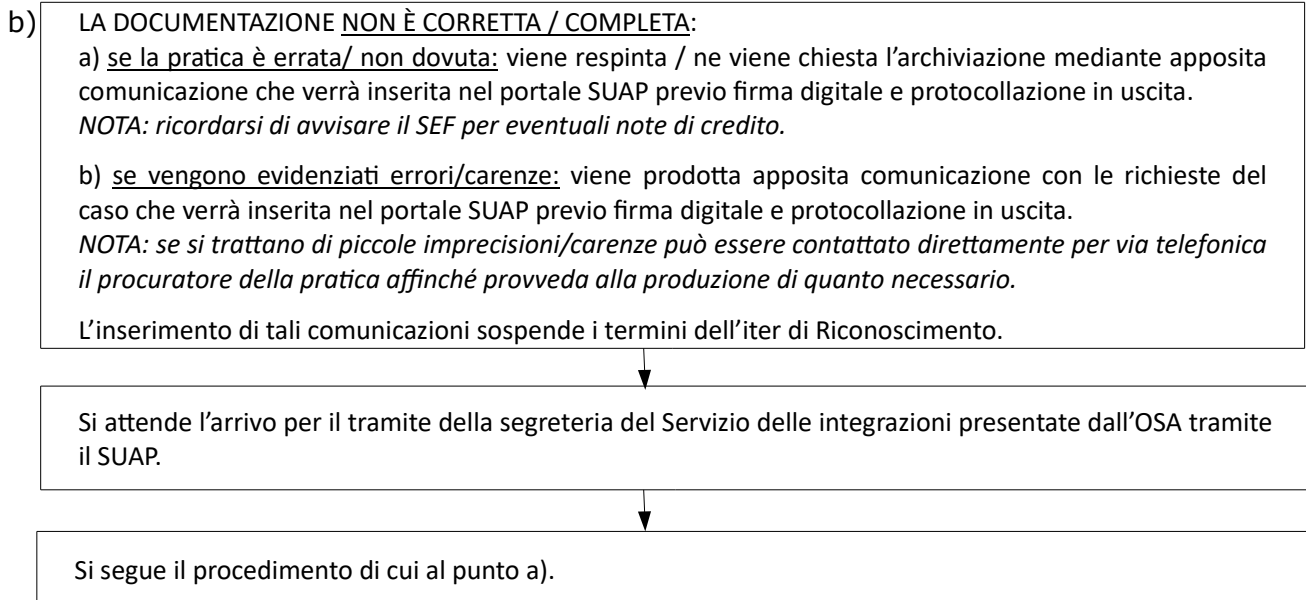 b) LA DOCUMENTAZIONE NON È CORRETTA / COMPLETA:
a) se la pratica è errata/ non dovuta: viene respinta / ne viene chiesta l’archiviazione mediante apposita
comunicazione che verrà inserita nel portale SUAP previo firma digitale e protocollazione in uscita.
NOTA: ricordarsi di avvisare il SEF per eventuali note di credito.
b) se vengono evidenziati errori/carenze: viene prodotta apposita comunicazione con le richieste del
caso che verrà inserita nel portale SUAP previo firma digitale e protocollazione in uscita.
NOTA: se si trattano di piccole imprecisioni/carenze può essere contattato direttamente per via telefonica
il procuratore della pratica affinché provveda alla produzione di quanto necessario.
L’inserimento di tali comunicazioni sospende i termini dell’iter di Riconoscimento.
Si attende l’arrivo per il tramite della segreteria del Servizio delle integrazioni presentate dall’OSA tramite
il SUAP.
Si segue il procedimento di cui al punto a).